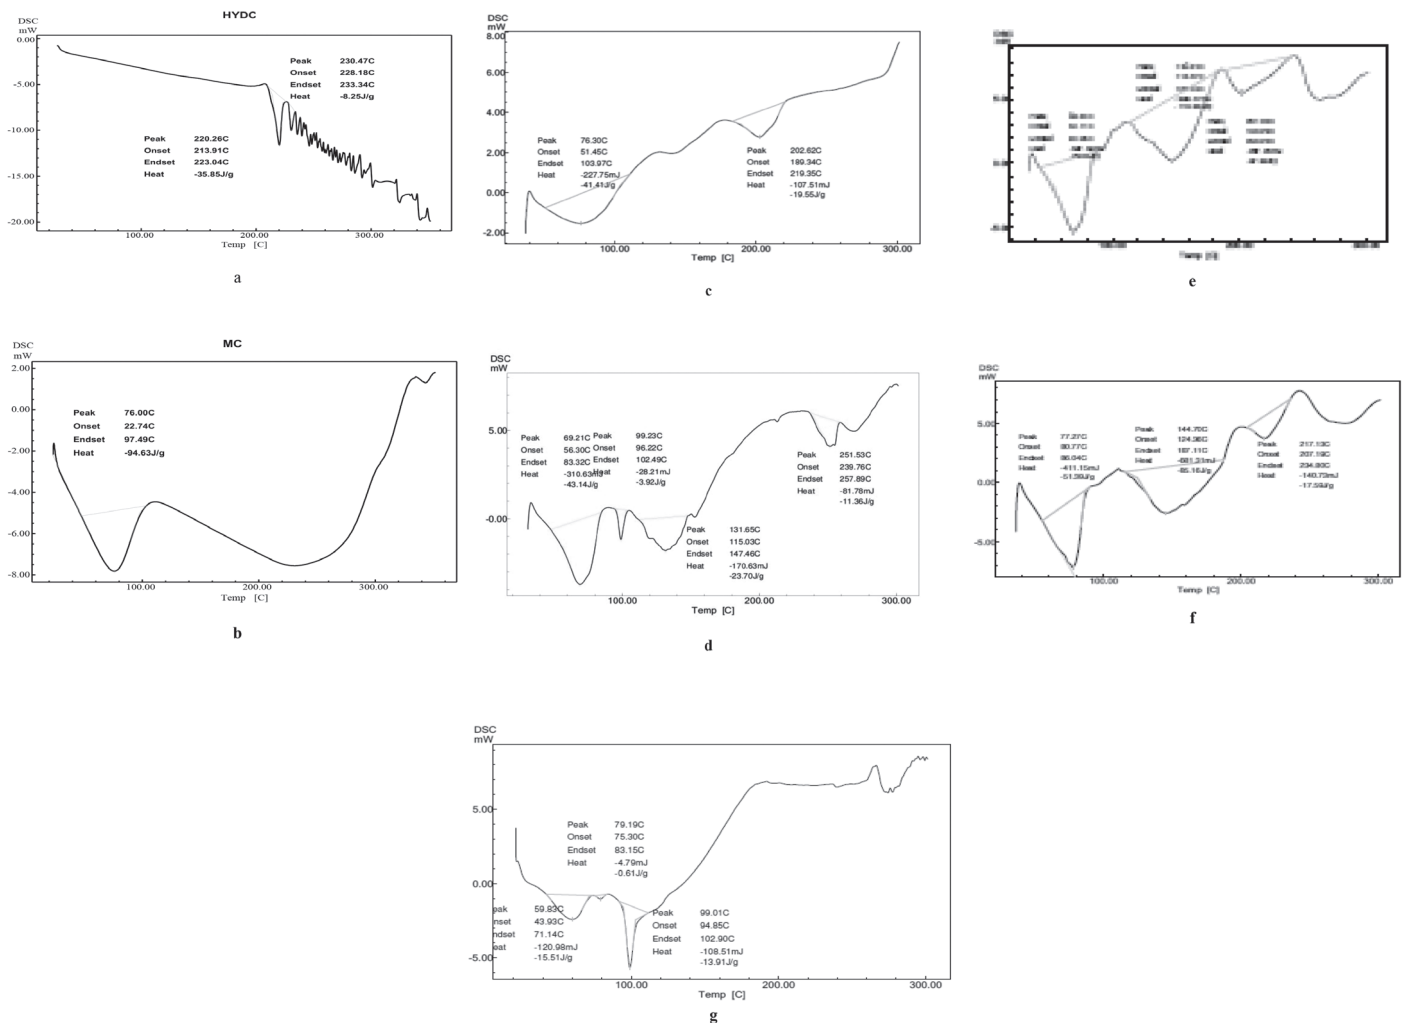 HYDC
DSC
mW
0.00
-5.00
-10.00
-15.00
-20.00
Peak 230.47C
Onset 228.18C
Endset 233.34C
Heat -8.25J/g
Peak 220.26C
Onset 213.91C
Endset 223.04C
Heat -35.85J/g
100.00 200.00 300.00
Temp [C]
a
DSC
mW
8.00
6.00
4.00
2.00
0.00
-2.00
Peak 76.30C
Onset 51.45C
Endset 103.97C
Heat -227.75mJ
-41.41J/g
Peak 202.62C
Onset 189.34C
Endset 219.35C
Heat -107.51mJ
-19.55J/g
100.00 200.00 300.00
Temp [C]
c
e
MC
DSC
mW
2.00
0.00
-2.00
-4.00
-6.00
-8.00
Peak 76.00C
Onset 22.74C
Endset 97.49C
Heat -94.63J/g
100.00 200.00 300.00
Temp [C]
b
DSC
mW
5.00
-0.00
Peak 69.21C
Onset 56.30C
Endset 83.32C
Heat -310.63mJ
-43.14J/g
Peak 99.23C
Onset 96.22C
Endset 102.49C
Heat -28.21mJ
-3.92J/g
Peak 251.53C
Onset 239.76C
Endset 257.89C
Heat -81.78mJ
-11.36J/g
Peak 131.65C
Onset 115.03C
Endset 147.46C
Heat -170.63mJ
-23.70J/g
100.00 200.00 300.00
Temp [C]
d
DSC
mW
5.00
0.00
-5.00
Peak 77.27C
Onset
Endset
Heat -411.15mJ
Peak 144.70C
Onset
Endset 187.11C
Heat
Peak 217.13C
Onset 207.19C
Endset
Heat -140.73mJ
100.00 200.00 300.00
Temp [C]
f
DSC
mW
5.00
0.00
-5.00
Peak 79.19C
Onset 75.30C
Endset 83.15C
Heat -4.79mJ
-0.61J/g
pak 59.83C
nset 43.93C
ndset 71.14C
eat -120.98mJ
-15.51J/g
Peak 99.01C
Onset 94.85C
Endset 102.90C
Heat -108.51mJ
-13.91J/g
100.00 200.00 300.00
Temp [C]
g